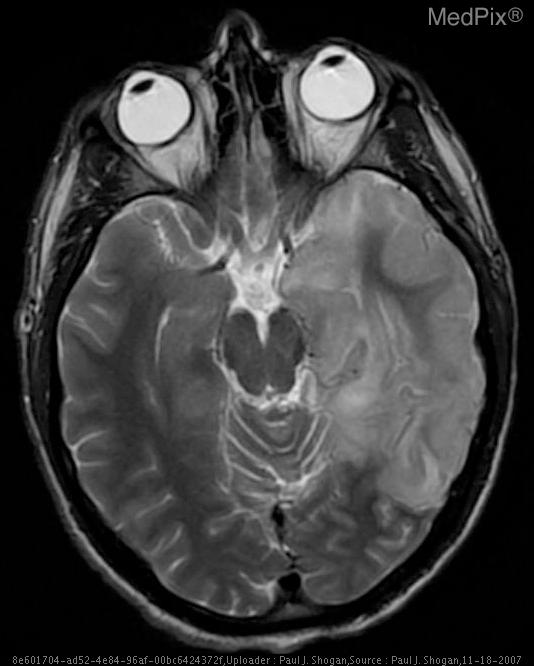 MedPix®
8e601704-ad52-4e84-96af-00bc6424372f,Uploader : Paul J. Shogan,Source : Paul J. Shogan,11-18-2007